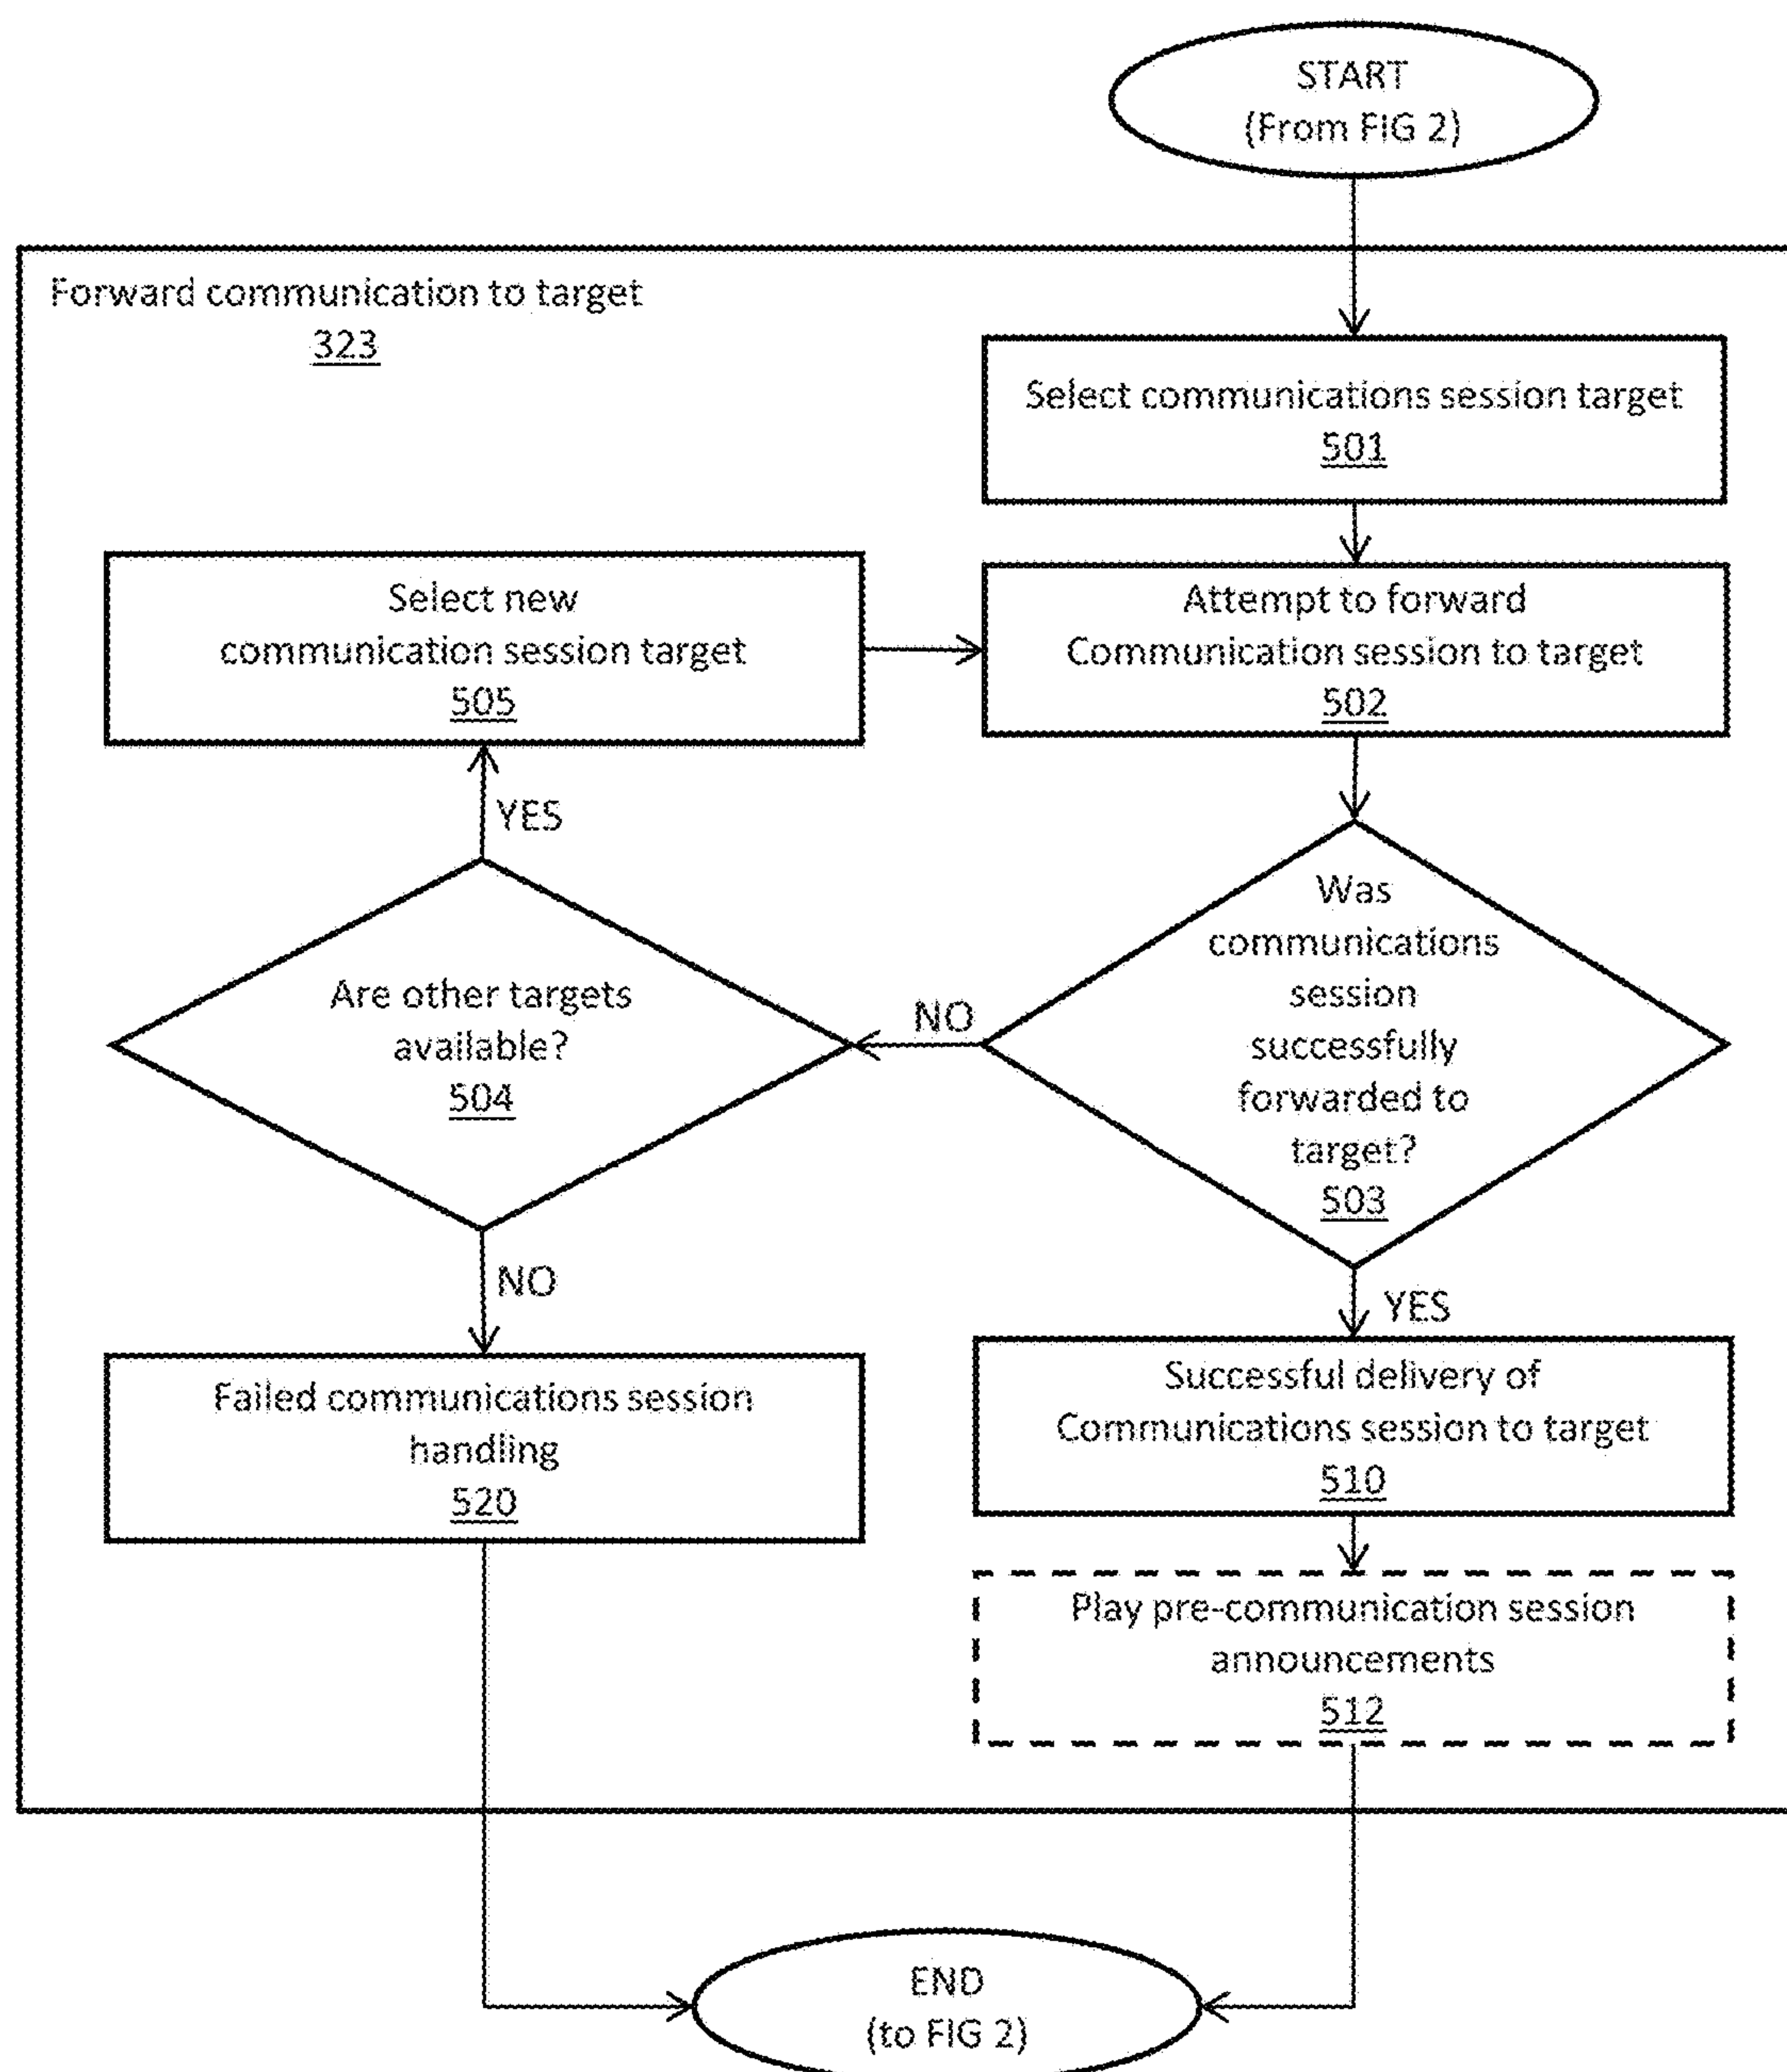 START
(From FIG 2)
Forward communication to target
323
Select communications session target
501
Select new
communication session target
505
Attempt to forward
Communication session to target
502
YES
Was
communications
session
successfully
forwarded to
target?
503
NO
Are other targets
available?
504
NO
YES
Failed communications session
handling
520
Successful delivery of
Communications session to target
510
Play pre-communication session
announcements
512
END
(to FIG 2)